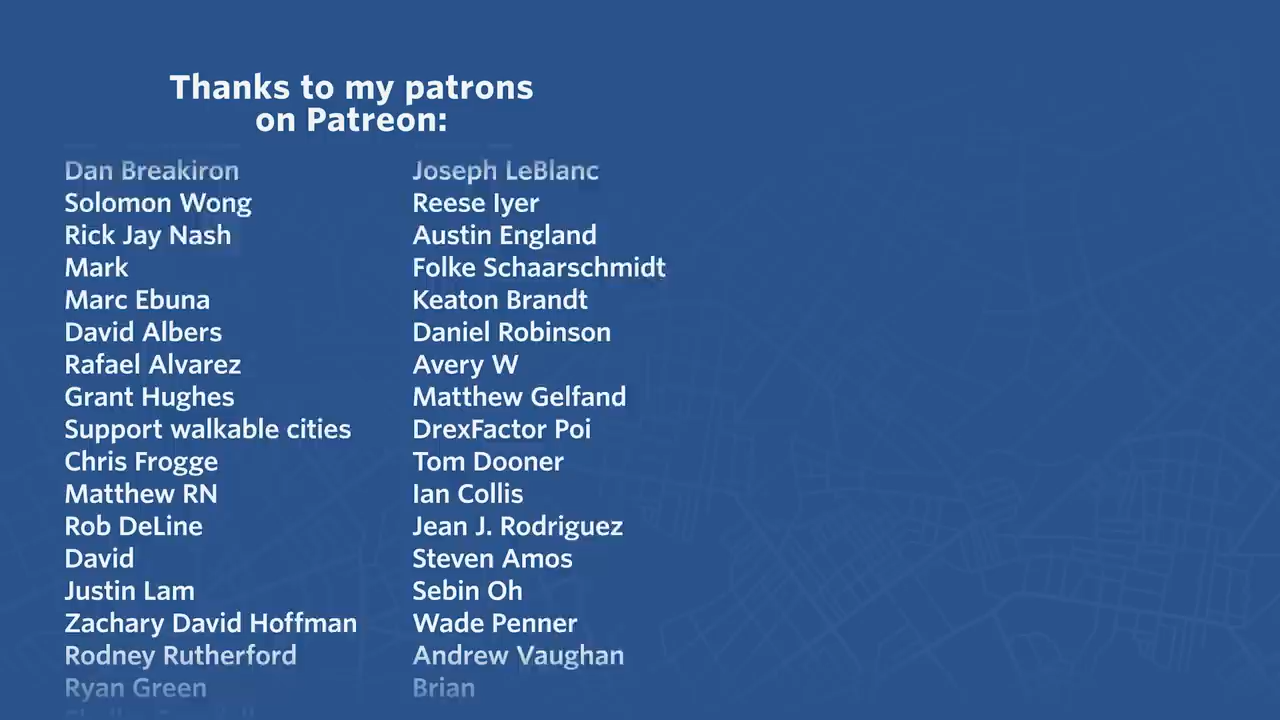 Thanks to my patrons
on Patreon:
Dan Breakiron
Solomon Wong
Rick Jay Nash
Mark
Marc Ebuna
David Albers
Rafael Alvarez
Grant Hughes
Support walkable cities
Chris Frogge
Matthew RN
Rob DeLine
David
Justin Lam
Zachary David Hoffman
Rodney Rutherford
Ryan Green
Joseph LeBlanc
Reese Iyer
Austin England
Folke Schaarschmidt
Keaton Brandt
Daniel Robinson
Avery W
Matthew Gelfand
DrexFactor Poi
Tom Dooner
Ian Collis
Jean J. Rodriguez
Steven Amos
Sebin Oh
Wade Penner
Andrew Vaughan
Brian